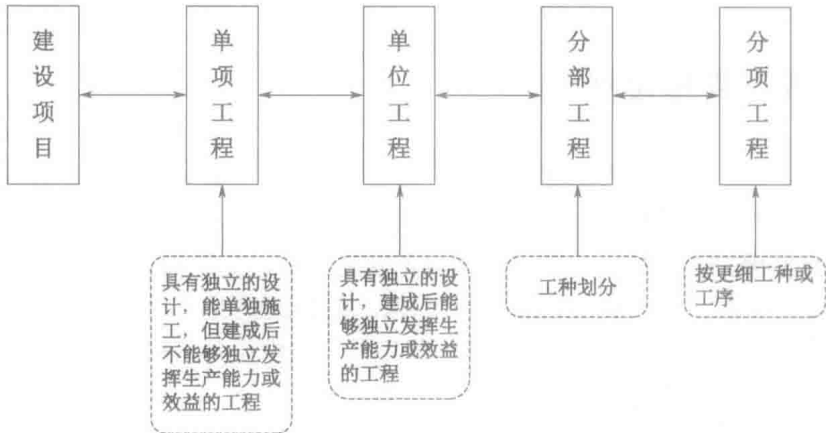 建设项目
单项工程
单位工程
分部工程
分项工程
具有独立的设
计，能单独施
工，但建成后
不能够独立发
挥生产能力或
效益的工程
具有独立的设
计，建成后能
够独立发挥生
产能力或效益
的工程
工种划分
按更细工种或
工序